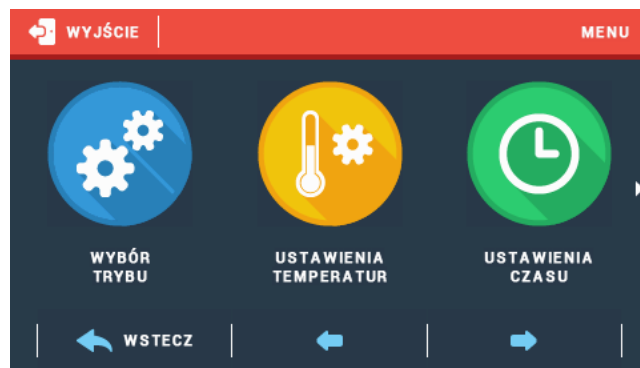 WYJŚCIE
MENU
WYBÓR
TRYBU
USTAWIENIA
TEMPERATUR
USTAWIENIA
CZASU
WSTECZ